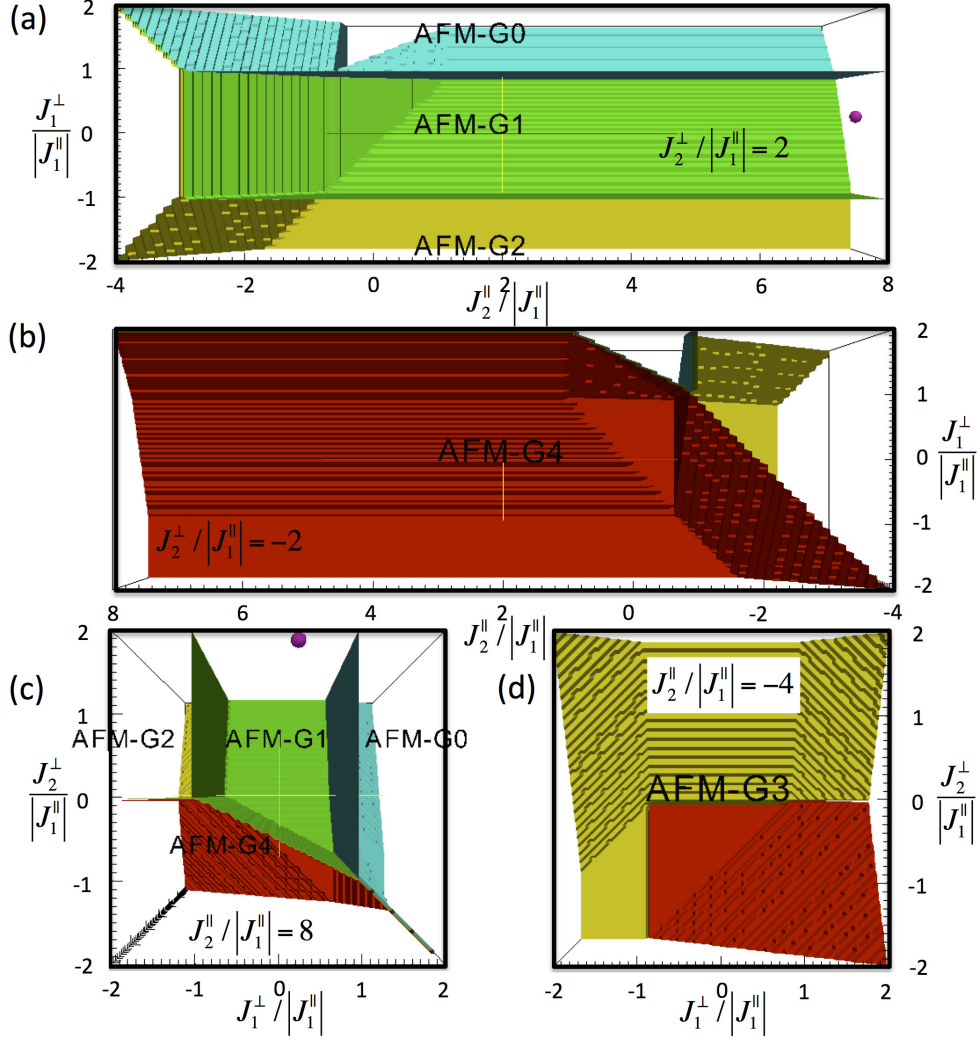 (a)
2
1
0
-1
-2
J₁⊥ / |J₁∥|
AFM-G0
AFM-G1
J₂⊥ / |J₁∥| = 2
AFM-G2
-4 -2 0 2 4 6 8
J₂∥ / |J₁∥|
(b)
AFM-G4
J₂⊥ / |J₁∥| = -2
2
1
0
-1
-2
J₁⊥ / |J₁∥|
8 6 4 2 0 -2 -4
J₂∥ / |J₁∥|
(c)
2
1
0
-1
-2
J₂⊥ / |J₁∥|
AFM-G2 AFM-G1 AFM-G0
AFM-G4
J₂∥ / |J₁∥| = 8
-2 -1 0 1 2
J₁⊥ / |J₁∥|
(d)
J₂∥ / |J₁∥| = -4
AFM-G3
2
1
0
-1
-2
J₂⊥ / |J₁∥|
-2 -1 0 1 2
J₁⊥ / |J₁∥|